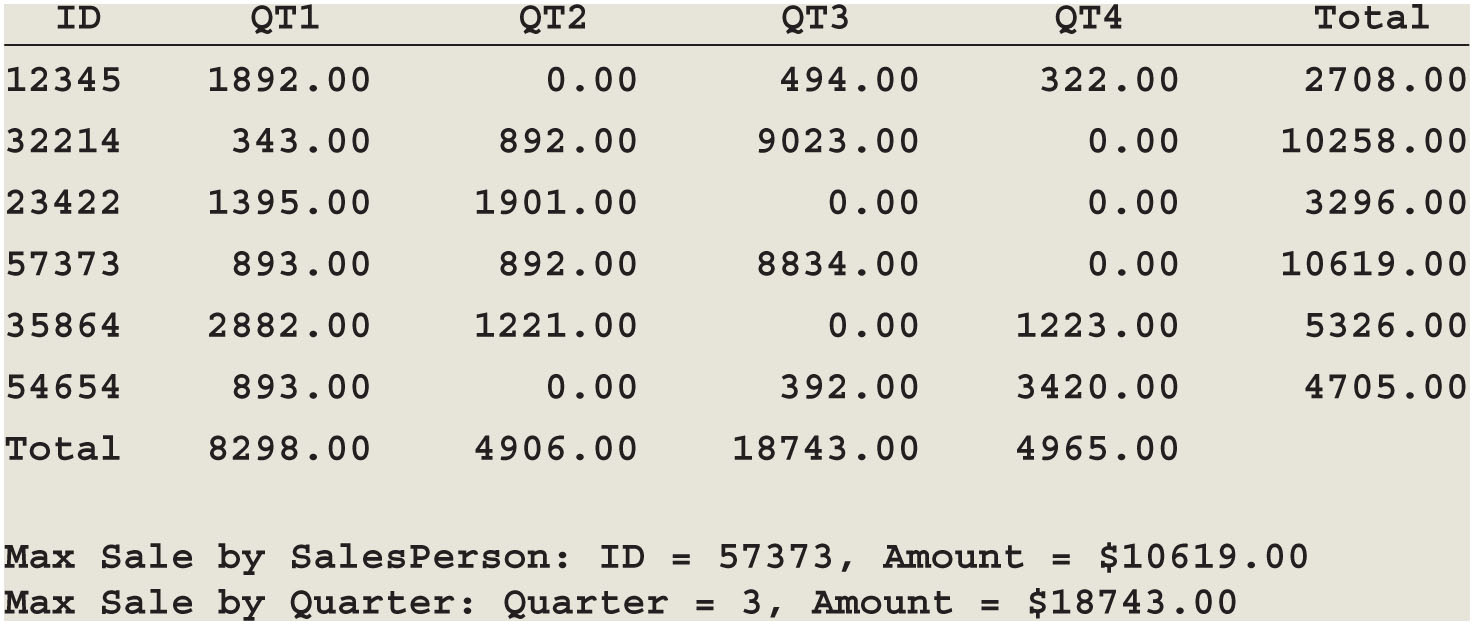 ID QT1 QT2 QT3 QT4 Total
12345 1892.00 0.00 494.00 322.00 2708.00
32214 343.00 892.00 9023.00 0.00 10258.00
23422 1395.00 1901.00 0.00 0.00 3296.00
57373 893.00 892.00 8834.00 0.00 10619.00
35864 2882.00 1221.00 0.00 1223.00 5326.00
54654 893.00 0.00 392.00 3420.00 4705.00
Total 8298.00 4906.00 18743.00 4965.00
Max Sale by SalesPerson: ID = 57373, Amount = $10619.00
Max Sale by Quarter: Quarter = 3, Amount = $18743.00